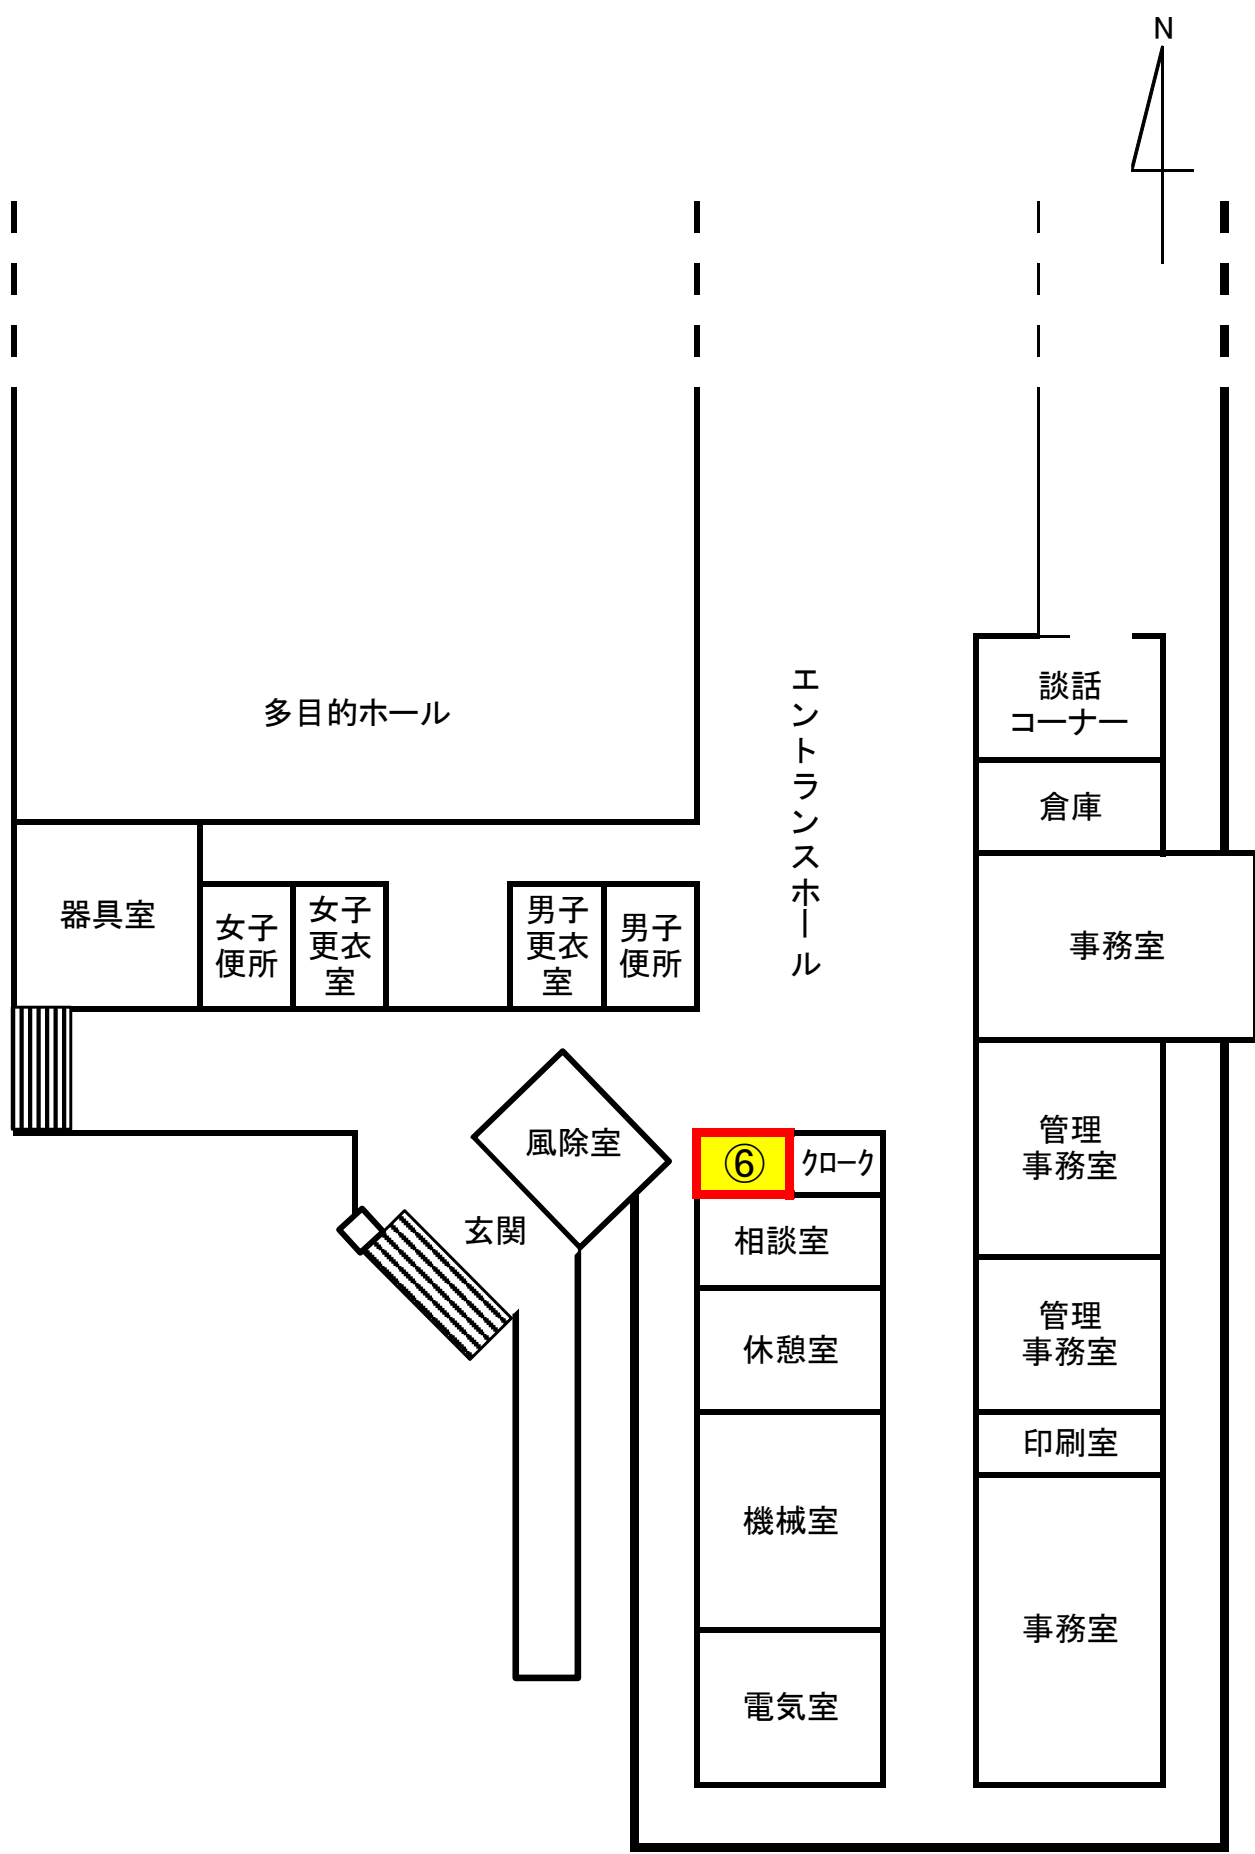 N
談話
コーナー
多目的ホール
エントランスホール
倉庫
器具室
女子
便所
女子
更衣
室
男子
更衣
室
男子
便所
事務室
風除室
⑥
ｸﾛｰｸ
管理
事務室
玄関
相談室
休憩室
管理
事務室
印刷室
機械室
事務室
電気室